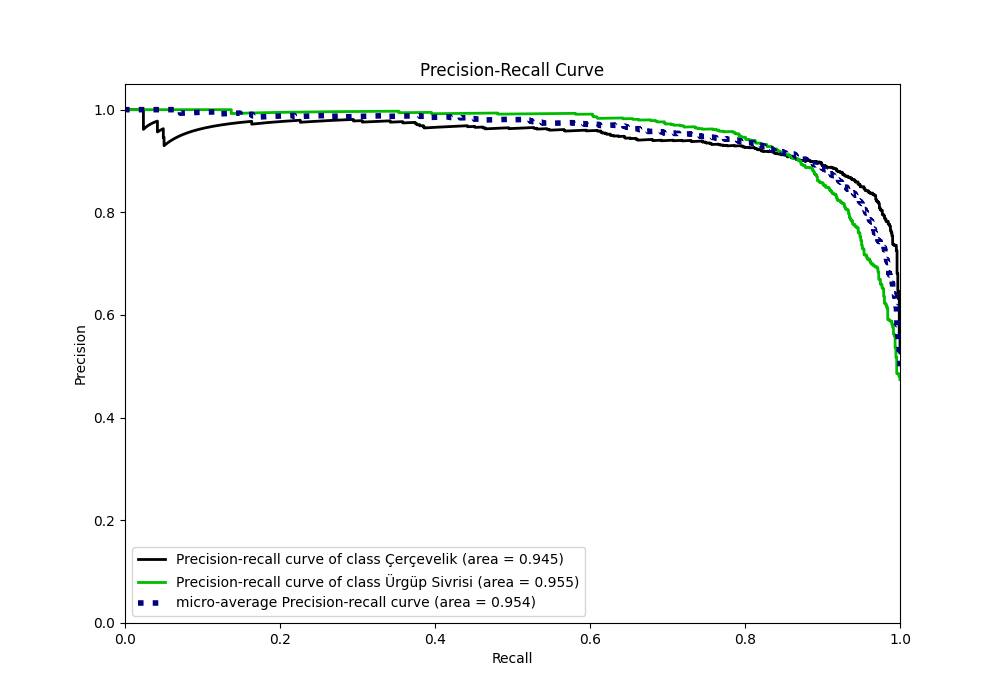 Precision-Recall Curve
1.0
0.8
0.6
0.4
0.2
0.0
Precision
Precision-recall curve of class Çerçevelik (area = 0.945)
Precision-recall curve of class Ürgüp Sivrisi (area = 0.955)
micro-average Precision-recall curve (area = 0.954)
0.0 0.2 0.4 0.6 0.8 1.0
Recall